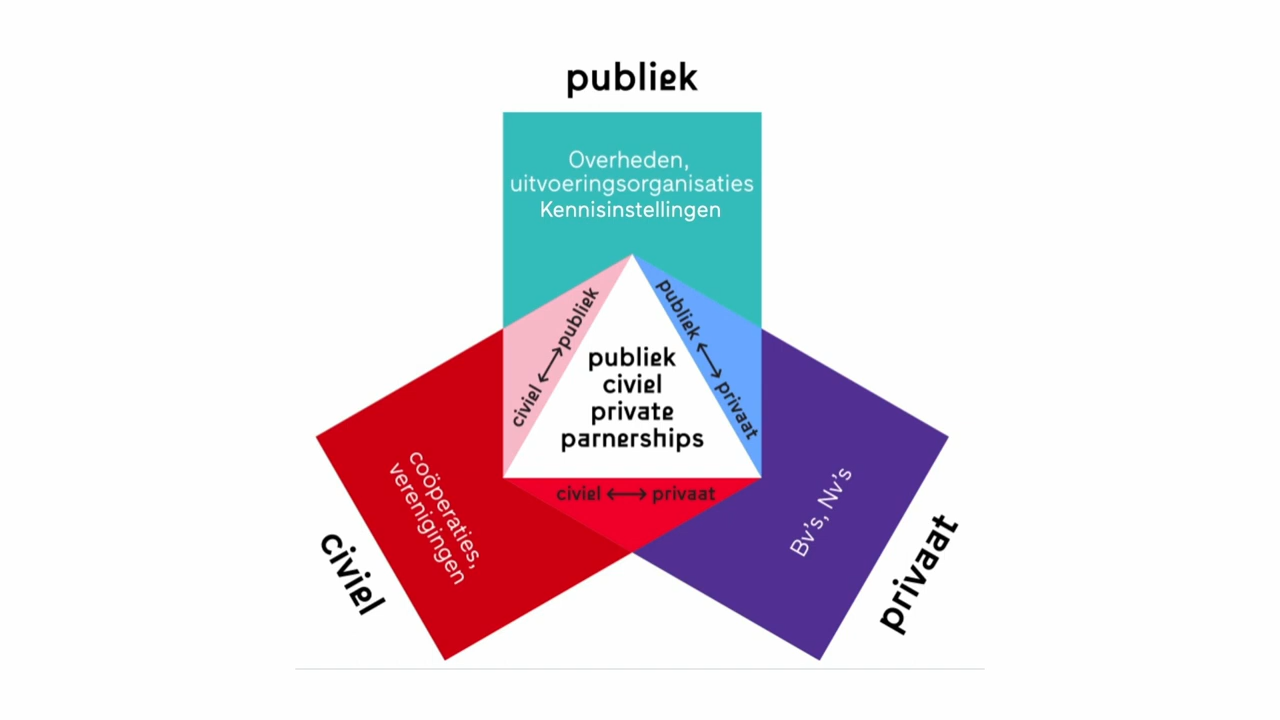 publiek
Overheden,
uitvoeringsorganisaties
Kennisinstellingen
civiel ⟷ publiek
publiek ⟷ privaat
publiek
civiel
private
parnerships
civiel ⟷ privaat
coöperaties,
verenigingen
Bv's, Nv's
civiel
privaat